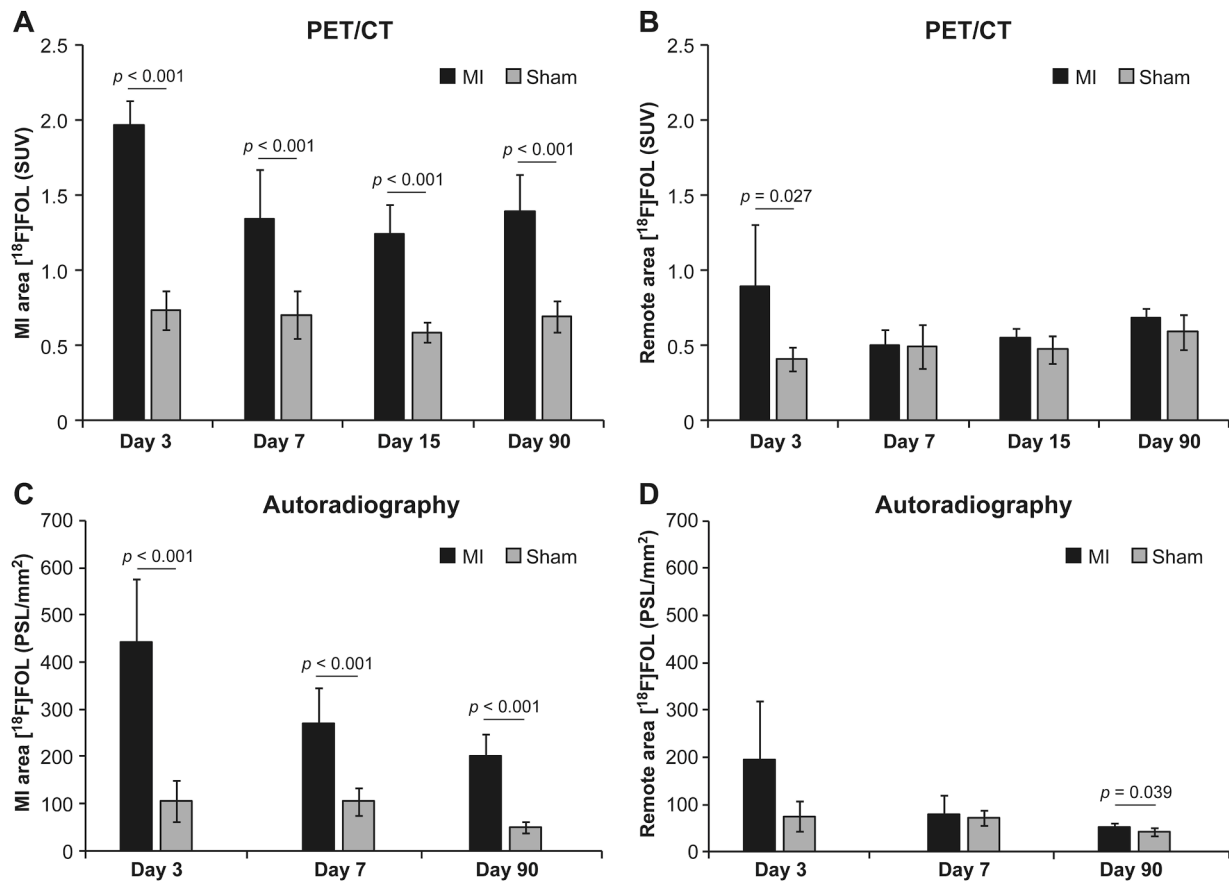 A
PET/CT
MI area [¹⁸F]FOL (SUV)
2.5
2.0
1.5
1.0
0.5
0
MI
Sham
p < 0.001
p < 0.001
p < 0.001
p < 0.001
Day 3
Day 7
Day 15
Day 90
B
PET/CT
Remote area [¹⁸F]FOL (SUV)
2.5
2.0
1.5
1.0
0.5
0
MI
Sham
p = 0.027
Day 3
Day 7
Day 15
Day 90
C
Autoradiography
MI area [¹⁸F]FOL (PSL/mm²)
700
600
500
400
300
200
100
0
MI
Sham
p < 0.001
p < 0.001
p < 0.001
Day 3
Day 7
Day 90
D
Autoradiography
Remote area [¹⁸F]FOL (PSL/mm²)
700
600
500
400
300
200
100
0
MI
Sham
p = 0.039
Day 3
Day 7
Day 90